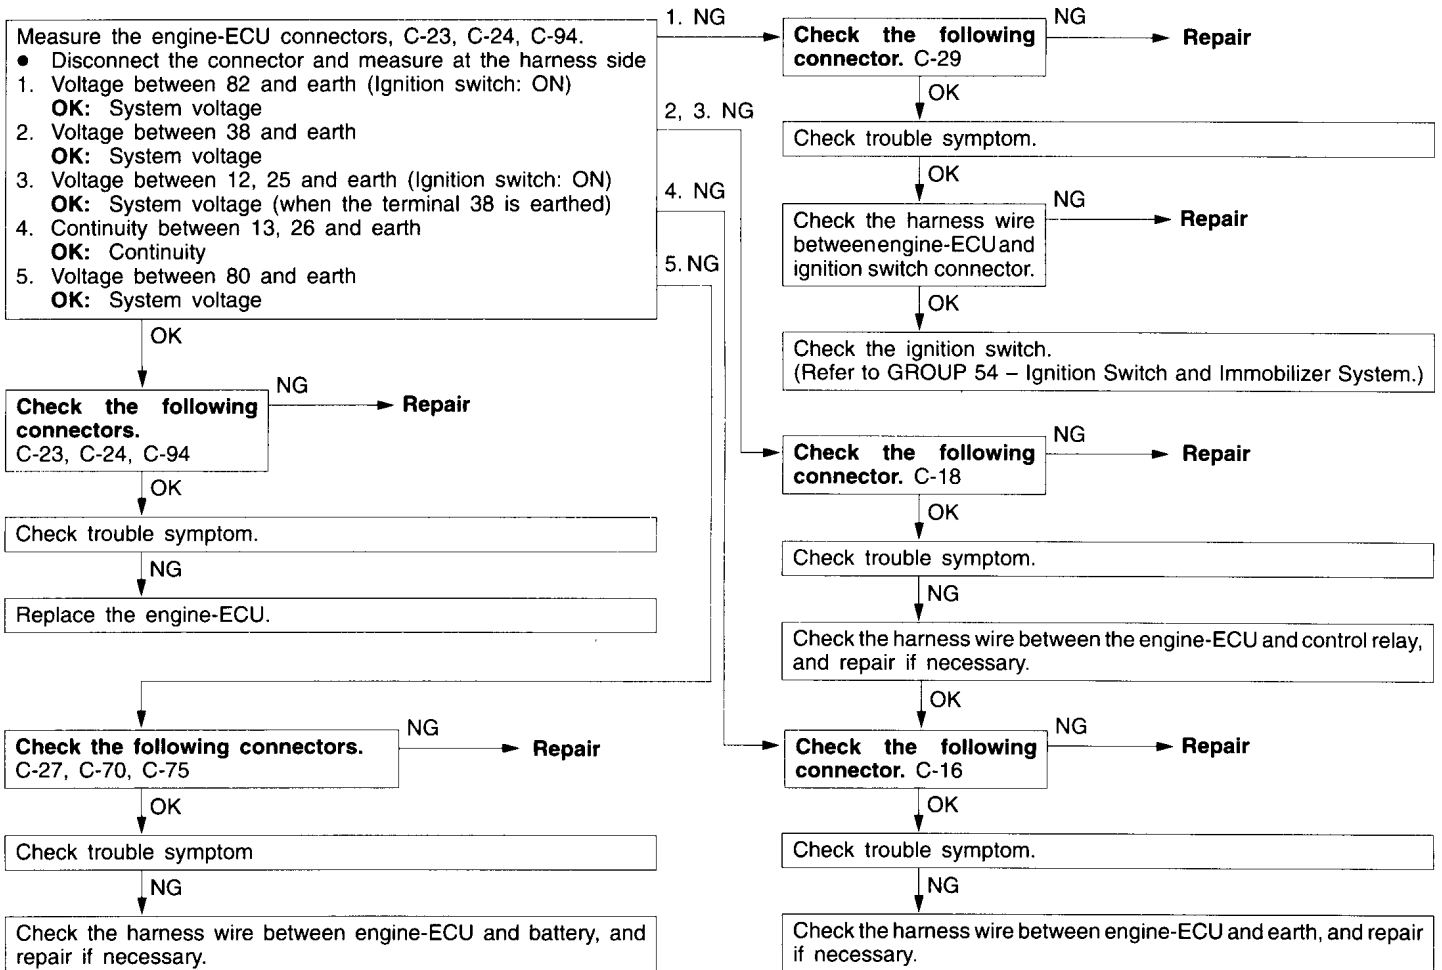 Measure the engine-ECU connectors, C-23, C-24, C-94.
● Disconnect the connector and measure at the harness side
1. Voltage between 82 and earth (Ignition switch: ON)
OK: System voltage
2. Voltage between 38 and earth
OK: System voltage
3. Voltage between 12, 25 and earth (Ignition switch: ON)
OK: System voltage (when the terminal 38 is earthed)
4. Continuity between 13, 26 and earth
OK: Continuity
5. Voltage between 80 and earth
OK: System voltage
OK
Check the following
connectors.
C-23, C-24, C-94
NG
Repair
OK
Check trouble symptom.
NG
Replace the engine-ECU.
Check the following connectors.
C-27, C-70, C-75
NG
Repair
OK
Check trouble symptom
NG
Check the harness wire between engine-ECU and battery, and
repair if necessary.
1. NG
2, 3. NG
4. NG
5. NG
Check the following
connector. C-29
NG
Repair
OK
Check trouble symptom.
OK
Check the harness wire
between engine-ECU and
ignition switch connector.
NG
Repair
OK
Check the ignition switch.
(Refer to GROUP 54 – Ignition Switch and Immobilizer System.)
Check the following
connector. C-18
NG
Repair
OK
Check trouble symptom.
NG
Check the harness wire between the engine-ECU and control relay,
and repair if necessary.
OK
Check the following
connector. C-16
NG
Repair
OK
Check trouble symptom.
NG
Check the harness wire between engine-ECU and earth, and repair
if necessary.